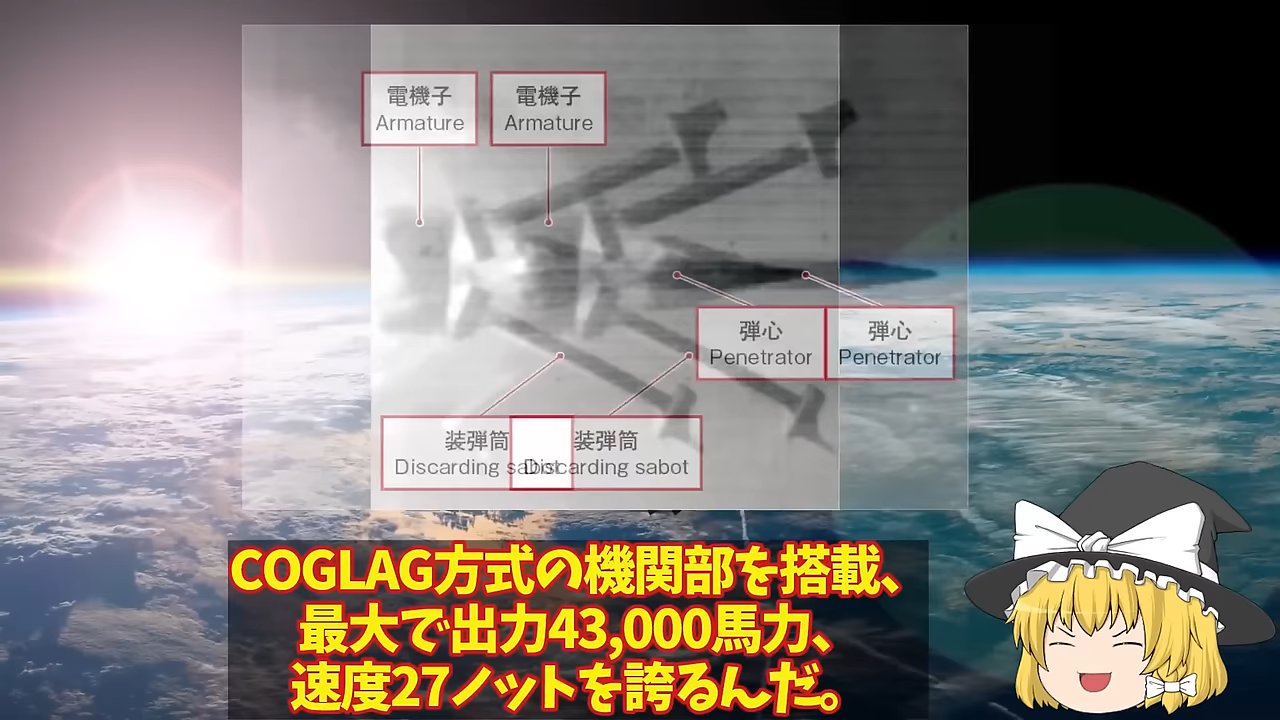 電機子
Armature
電機子
Armature
弾心
Penetrator
弾心
Penetrator
装弾筒
Discarding sabot
装弾筒
Discarding sabot
COGLAG方式の機関部を搭載、
最大で出力43,000馬力、
速度27ノットを誇るんだ。